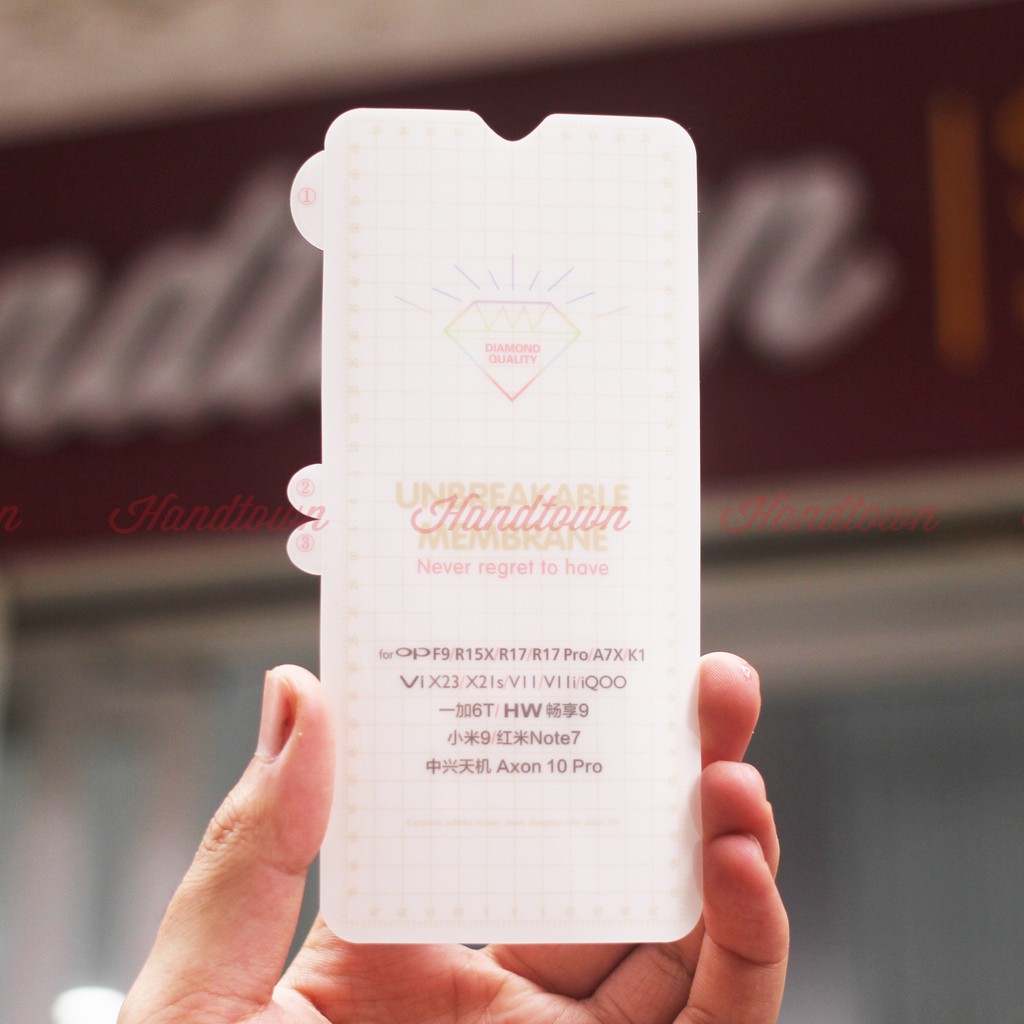 ①
DIAMOND
QUALITY
②
UNBREAKABLE
Handtown Handtown Handtown
③
MEMBRANE
Never regret to have
for OPF9/R15X/R17/R17 Pro/A7X/K1
Vi X23/X21s/V11/V11i/iQOO
一加6T/ HW 畅享9
小米9/红米Note7
中兴天机 Axon 10 Pro